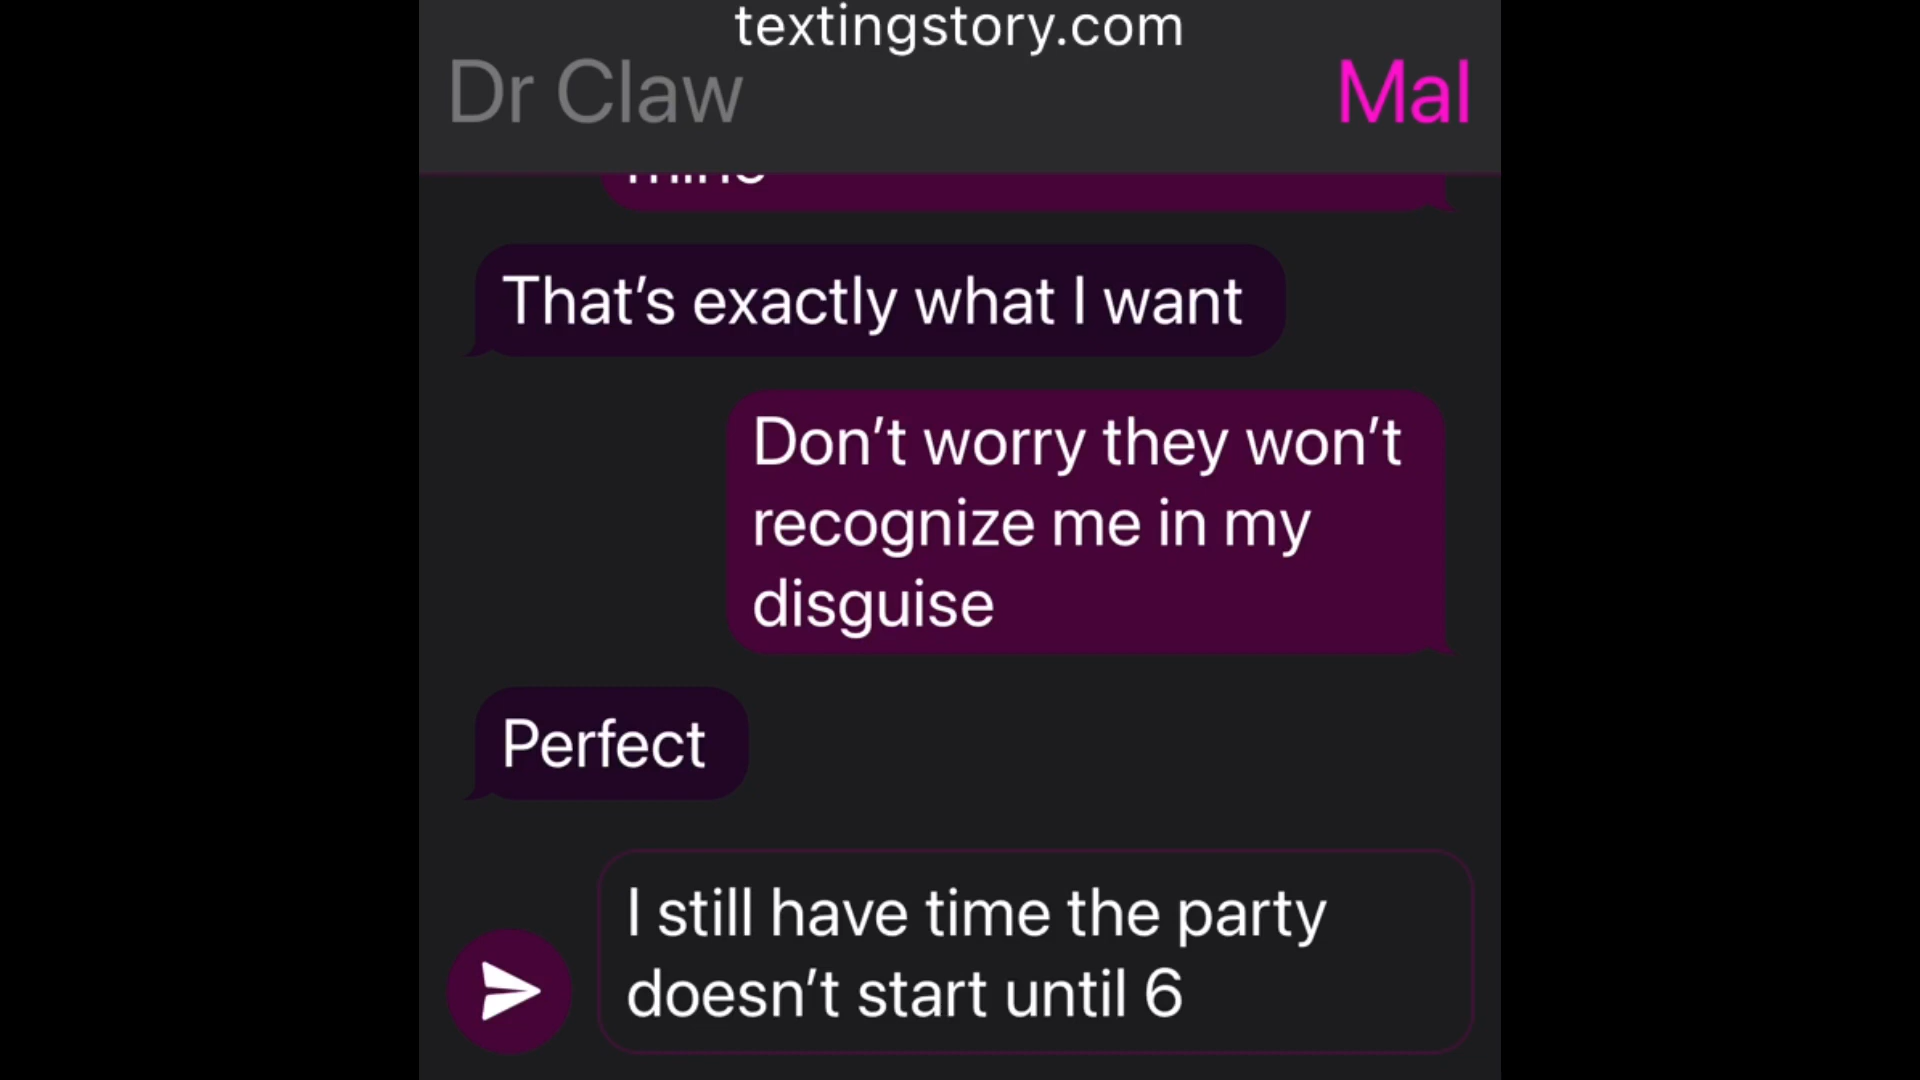 textingstory.com
Dr Claw
Mal
That’s exactly what I want
Don’t worry they won’t
recognize me in my
disguise
Perfect
I still have time the party
doesn’t start until 6